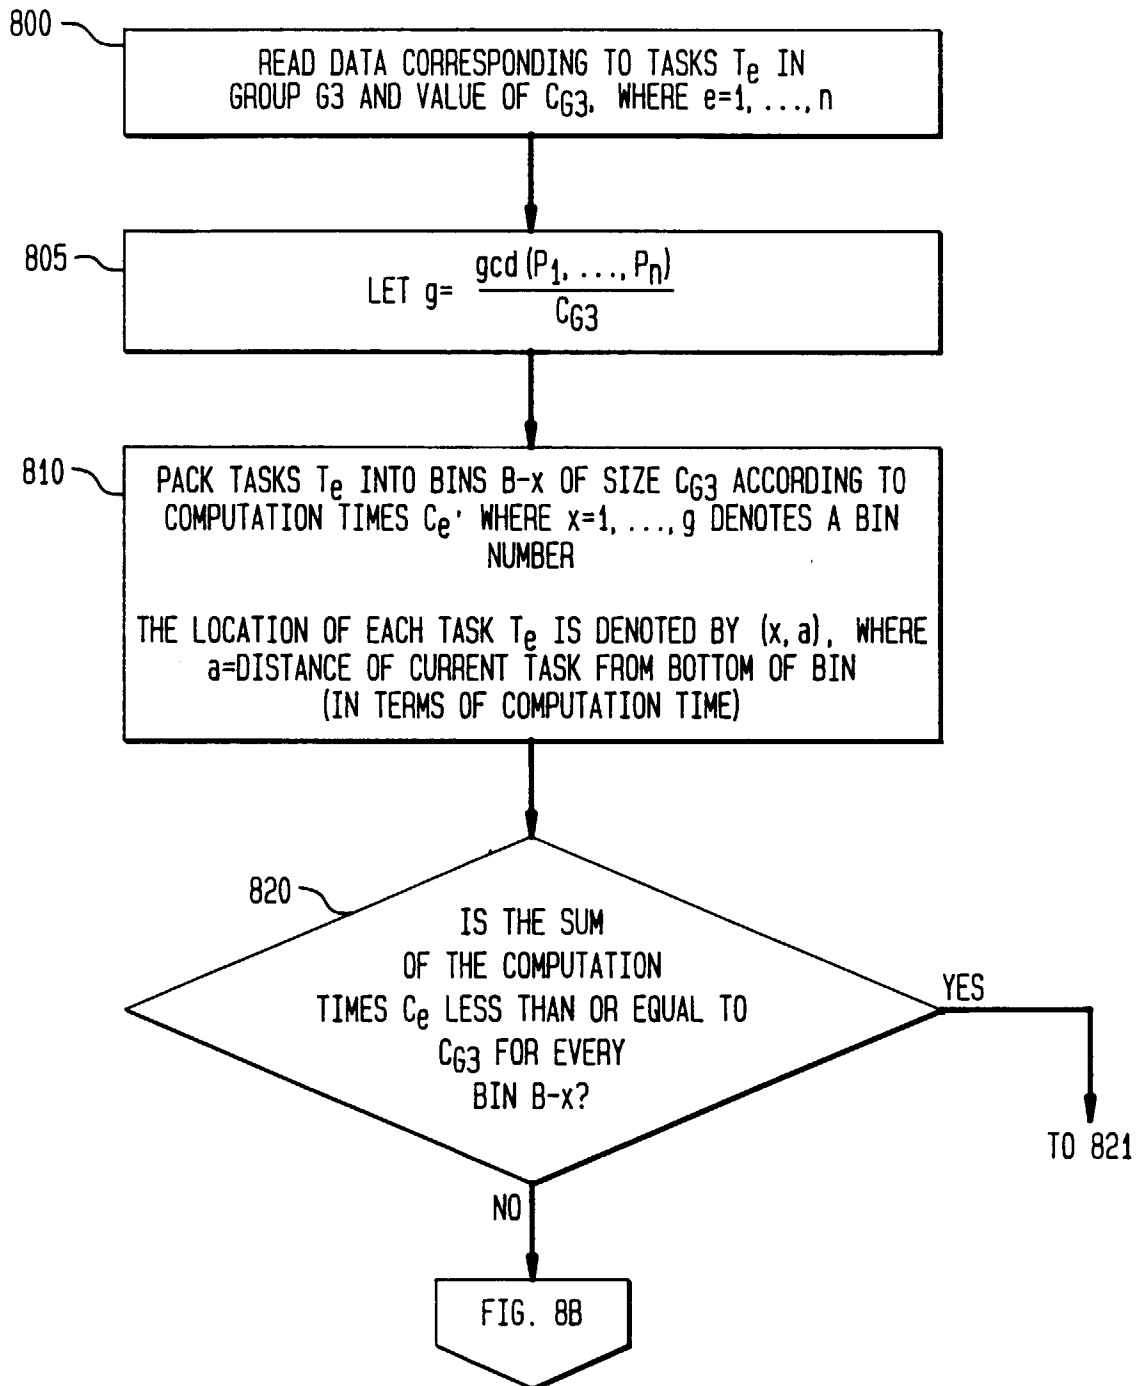 800
READ DATA CORRESPONDING TO TASKS Te IN
GROUP G3 AND VALUE OF CG3, WHERE e=1, ..., n
805
LET g= gcd (P1, ..., Pn)
CG3
810
PACK TASKS Te INTO BINS B-x OF SIZE CG3 ACCORDING TO
COMPUTATION TIMES Ce' WHERE x=1, ..., g DENOTES A BIN
NUMBER
THE LOCATION OF EACH TASK Te IS DENOTED BY (x, a), WHERE
a=DISTANCE OF CURRENT TASK FROM BOTTOM OF BIN
(IN TERMS OF COMPUTATION TIME)
820
IS THE SUM
OF THE COMPUTATION
TIMES Ce LESS THAN OR EQUAL TO
CG3 FOR EVERY
BIN B-x?
YES
TO 821
NO
FIG. 8B